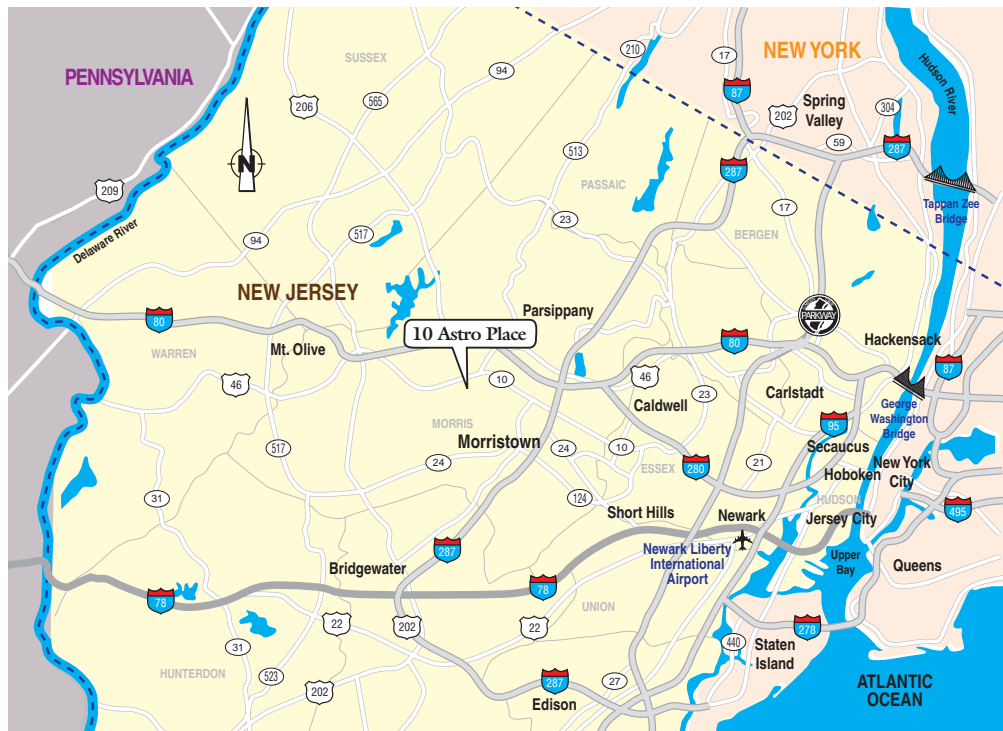 210
17
NEW YORK
PENNSYLVANIA
SUSSEX
94
Hudson River
87
206
565
202
Spring
Valley
304
59
287
513
287
209
PASSAIC
N
Tappan Zee
Bridge
17
23
BERGEN
Delaware River
94
517
NEW JERSEY
Parsippany
PARKWAY
80
10 Astro Place
80
Hackensack
Mt. Olive
WARREN
87
46
10
46
23
Caldwell
Carlstadt
George
Washington
Bridge
MORRIS
95
Morristown
Secaucus
517
24
24
10
ESSEX
280
21
Hoboken
New York
City
31
124
HUDSON
Short Hills
Newark
Jersey City
495
287
Newark Liberty
International
Airport
Upper
Bay
Queens
Bridgewater
78
78
UNION
22
202
22
278
31
440
Staten
Island
HUNTERDON
523
202
287
27
Edison
ATLANTIC
OCEAN